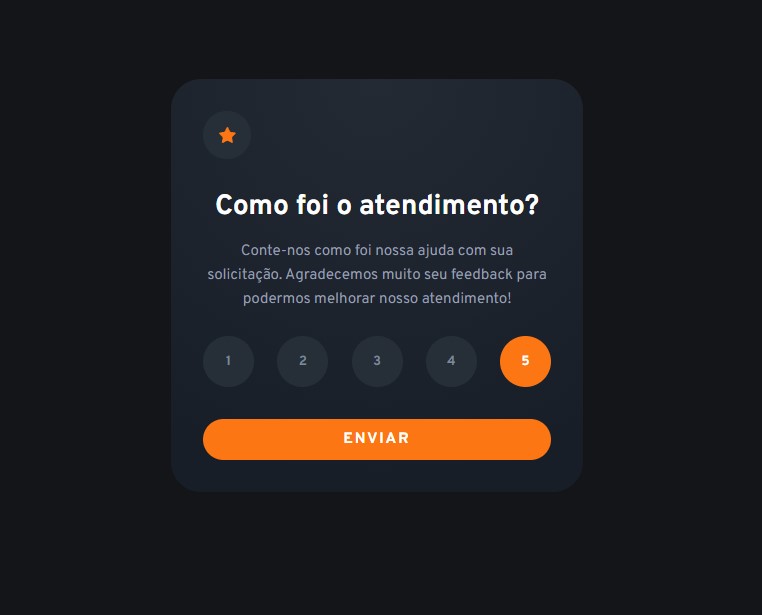 Como foi o atendimento?
Conte-nos como foi nossa ajuda com sua
solicitação. Agradecemos muito seu feedback para
podermos melhorar nosso atendimento!
1 2 3 4 5
ENVIAR